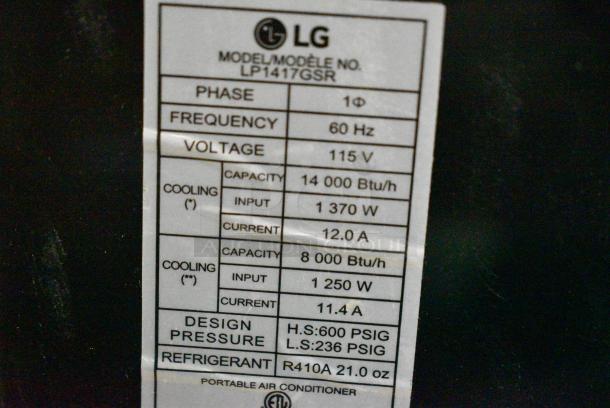 LG
MODEL/MODÈLE NO.
LP1417GSR
PHASE 1Φ
FREQUENCY 60 Hz
VOLTAGE 115 V
COOLING (*) CAPACITY 14 000 Btu/h
INPUT 1 370 W
CURRENT 12.0 A
COOLING (**) CAPACITY 8 000 Btu/h
INPUT 1 250 W
CURRENT 11.4 A
DESIGN PRESSURE H.S:600 PSIG
L.S:236 PSIG
REFRIGERANT R410A 21.0 oz
PORTABLE AIR CONDITIONER
ETL